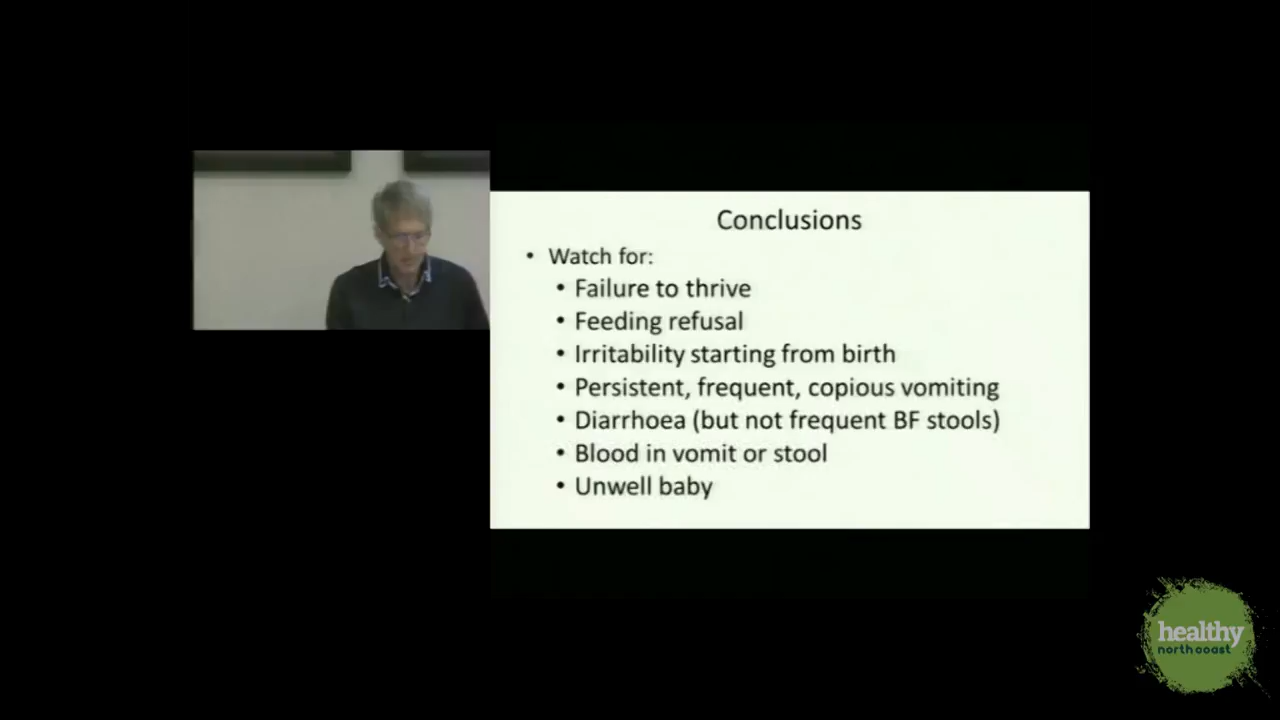 Conclusions
• Watch for:
• Failure to thrive
• Feeding refusal
• Irritability starting from birth
• Persistent, frequent, copious vomiting
• Diarrhoea (but not frequent BF stools)
• Blood in vomit or stool
• Unwell baby
healthy
north coast